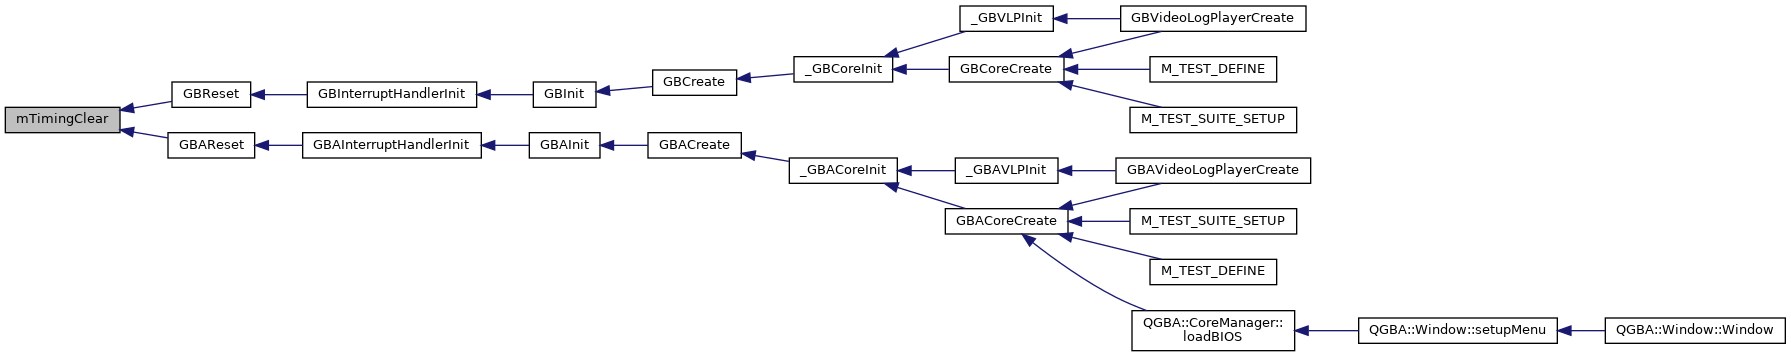 _GBVLPInit
GBVideoLogPlayerCreate
_GBCoreInit
GBCoreCreate
M_TEST_DEFINE
GBCreate
GBReset
GBInterruptHandlerInit
GBInit
mTimingClear
M_TEST_SUITE_SETUP
GBAReset
GBAInterruptHandlerInit
GBAInit
GBACreate
_GBACoreInit
_GBAVLPInit
GBAVideoLogPlayerCreate
GBACoreCreate
M_TEST_SUITE_SETUP
M_TEST_DEFINE
QGBA::CoreManager::
loadBIOS
QGBA::Window::setupMenu
QGBA::Window::Window